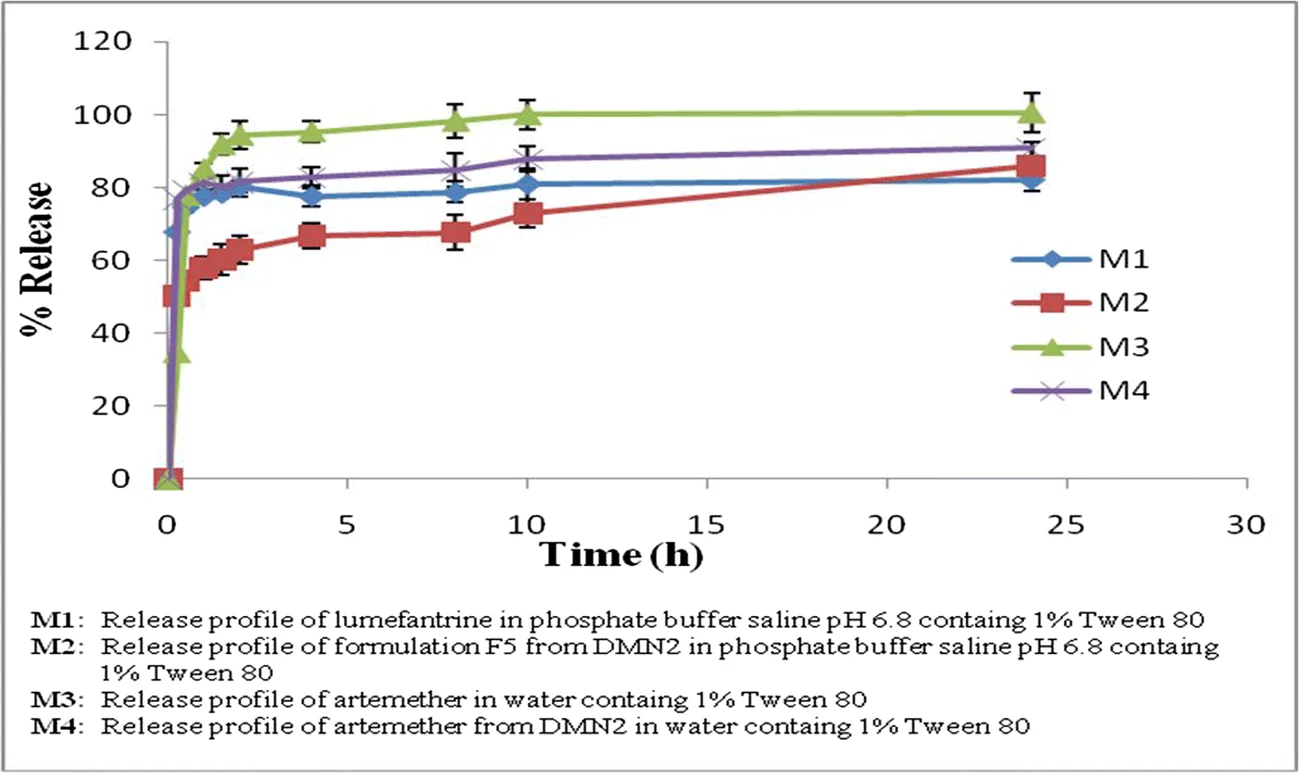 120
100
80
60
40
20
0
% Release
0 5 10 15 20 25 30
Time (h)
M1
M2
M3
M4
M1: Release profile of lumefantrine in phosphate buffer saline pH 6.8 containg 1% Tween 80
M2: Release profile of formulation F5 from DMN2 in phosphate buffer saline pH 6.8 containg
1% Tween 80
M3: Release profile of artemether in water containg 1% Tween 80
M4: Release profile of artemether from DMN2 in water containg 1% Tween 80